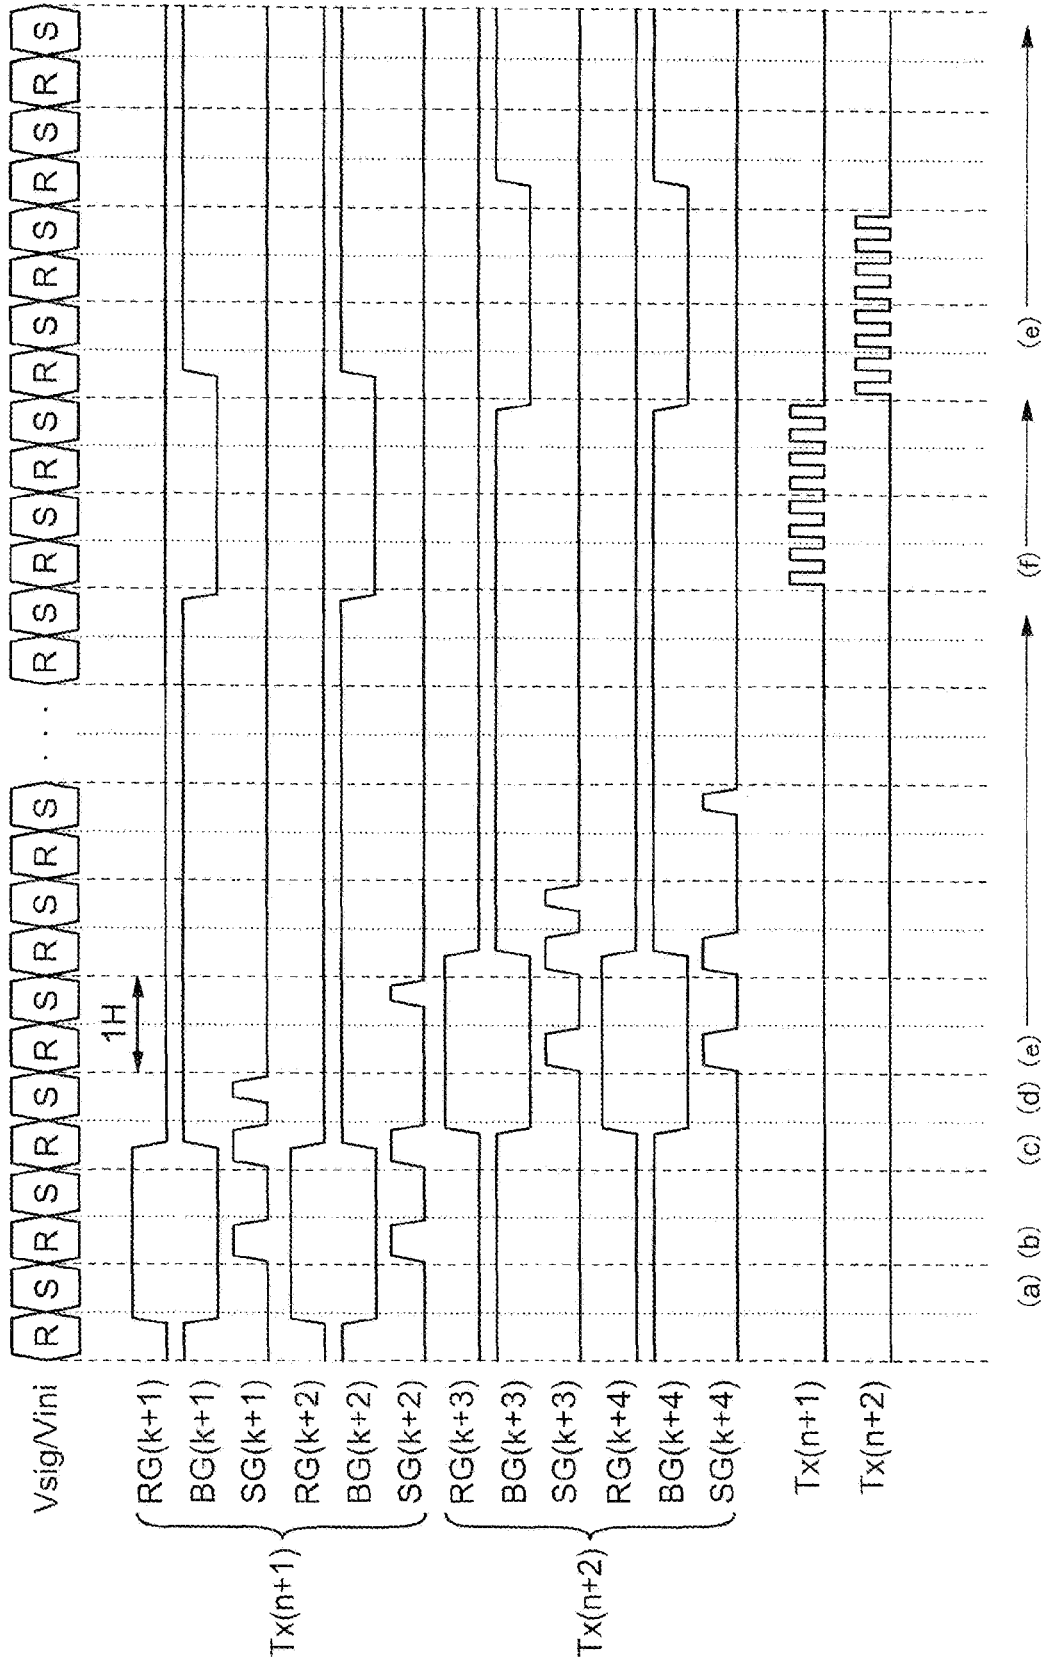 Vsig/Vini R S R S R S R S R S R S ··· R S R S R S R S R S R S R S
1H
RG(k+1)
BG(k+1)
SG(k+1)
Tx(n+1)
RG(k+2)
BG(k+2)
SG(k+2)
RG(k+3)
BG(k+3)
SG(k+3)
Tx(n+2)
RG(k+4)
BG(k+4)
SG(k+4)
Tx(n+1)
Tx(n+2)
(a) (b) (c) (d) (e) (f) (e)